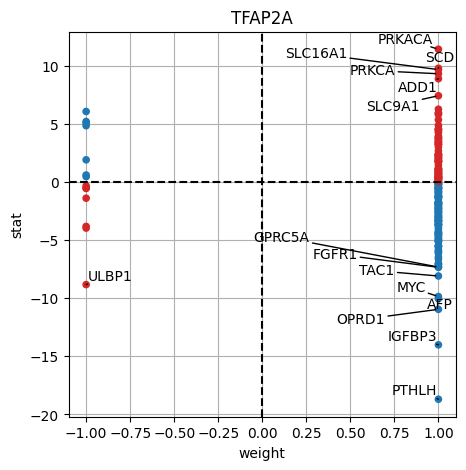 TFAP2A
PRKACA
SLC16A1
SCD
PRKCA
ADD1
SLC9A1
GPRC5A
FGFR1
TAC1
ULBP1
MYC
AFP
OPRD1
IGFBP3
PTHLH
10
5
0
−5
−10
−15
−20
stat
−1.00 −0.75 −0.50 −0.25 0.00 0.25 0.50 0.75 1.00
weight